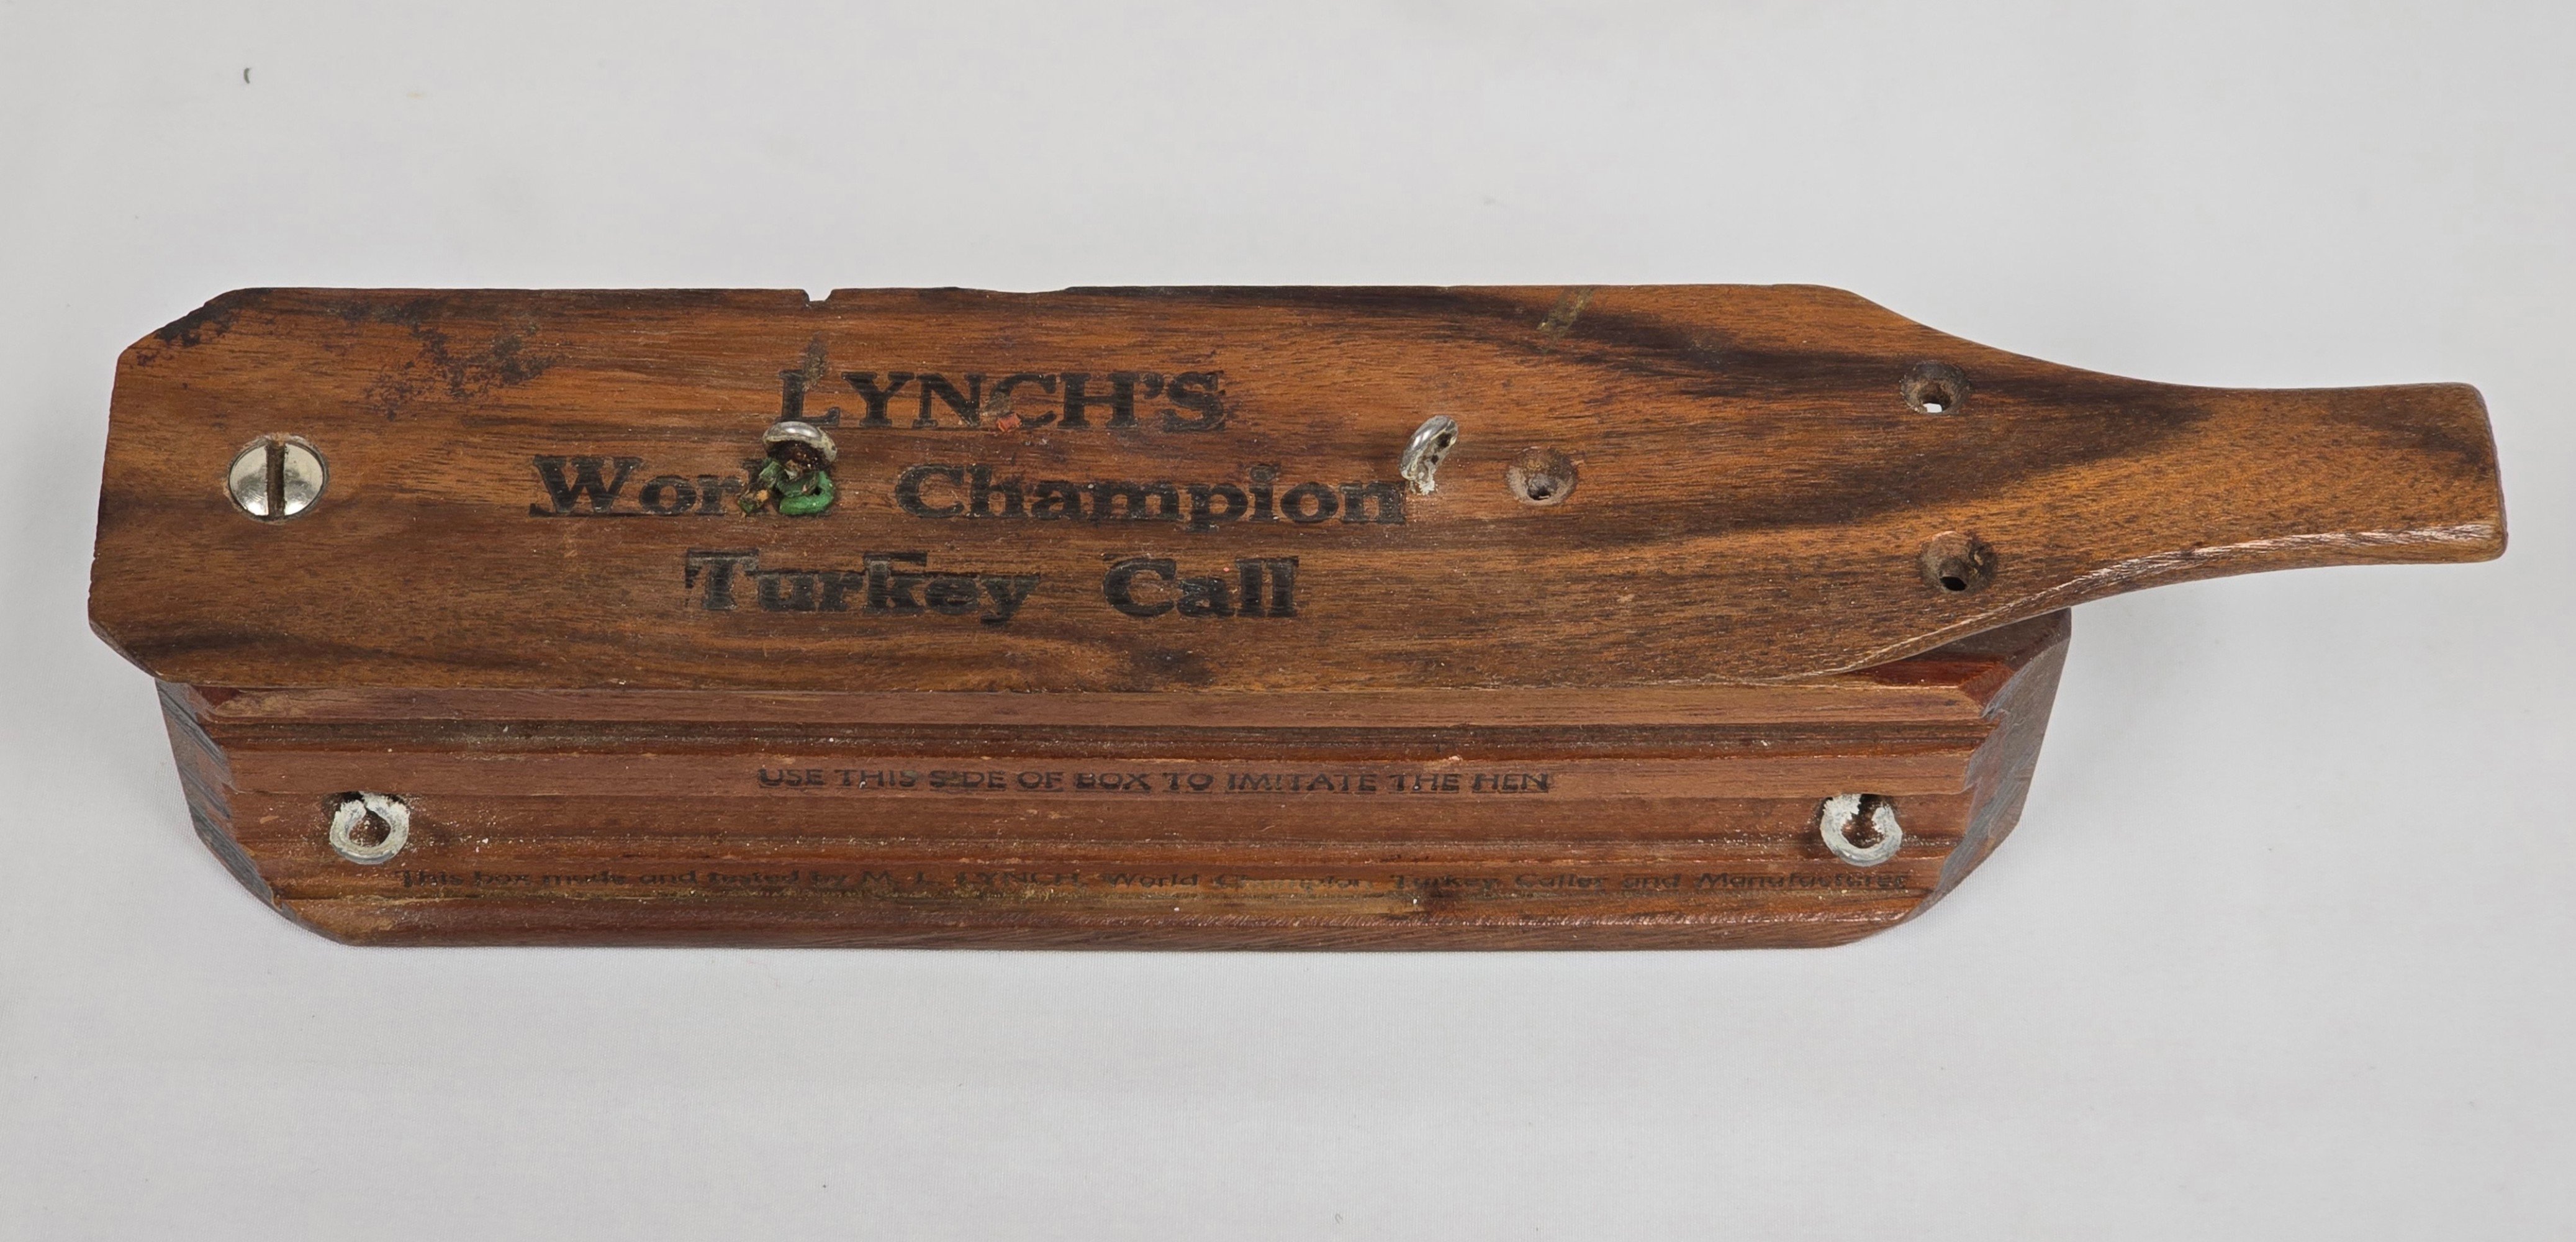 LYNCH'S
World Champion
Turkey Call
USE THIS SIDE OF BOX TO IMITATE THE HEN
This box made and tested by M. L. LYNCH, World Champion Turkey Caller and Manufacturer